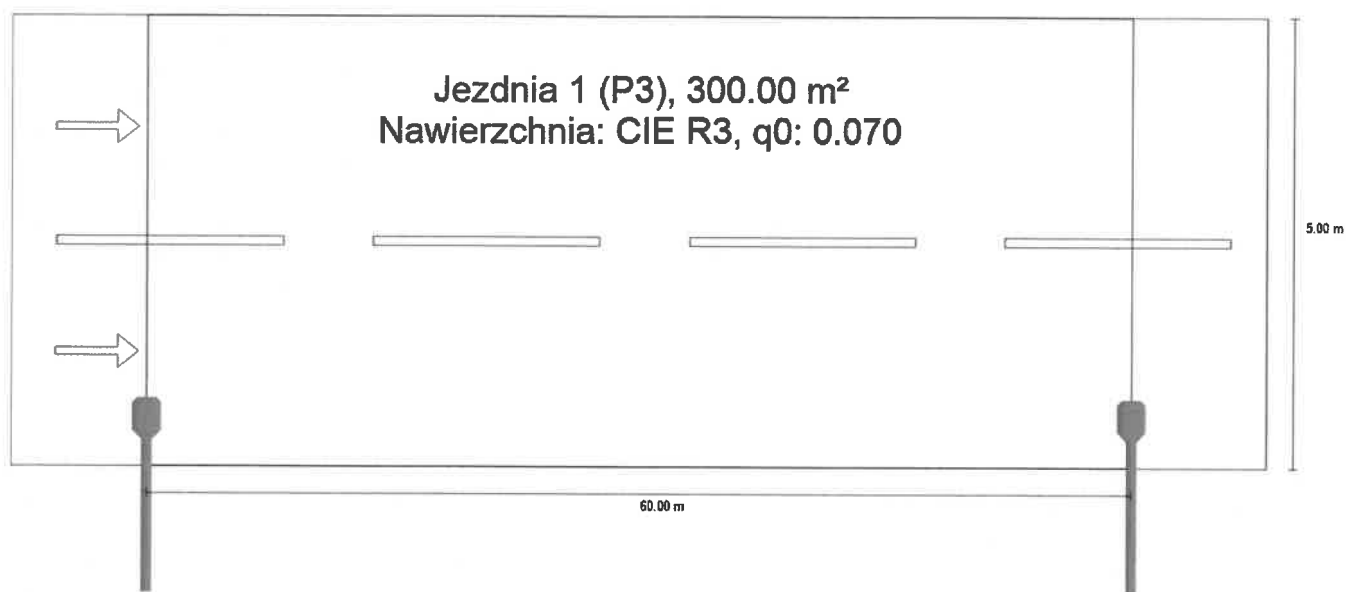 Jezdnia 1 (P3), 300.00 m²
Nawierzchnia: CIE R3, q0: 0.070
5.00 m
60.00 m